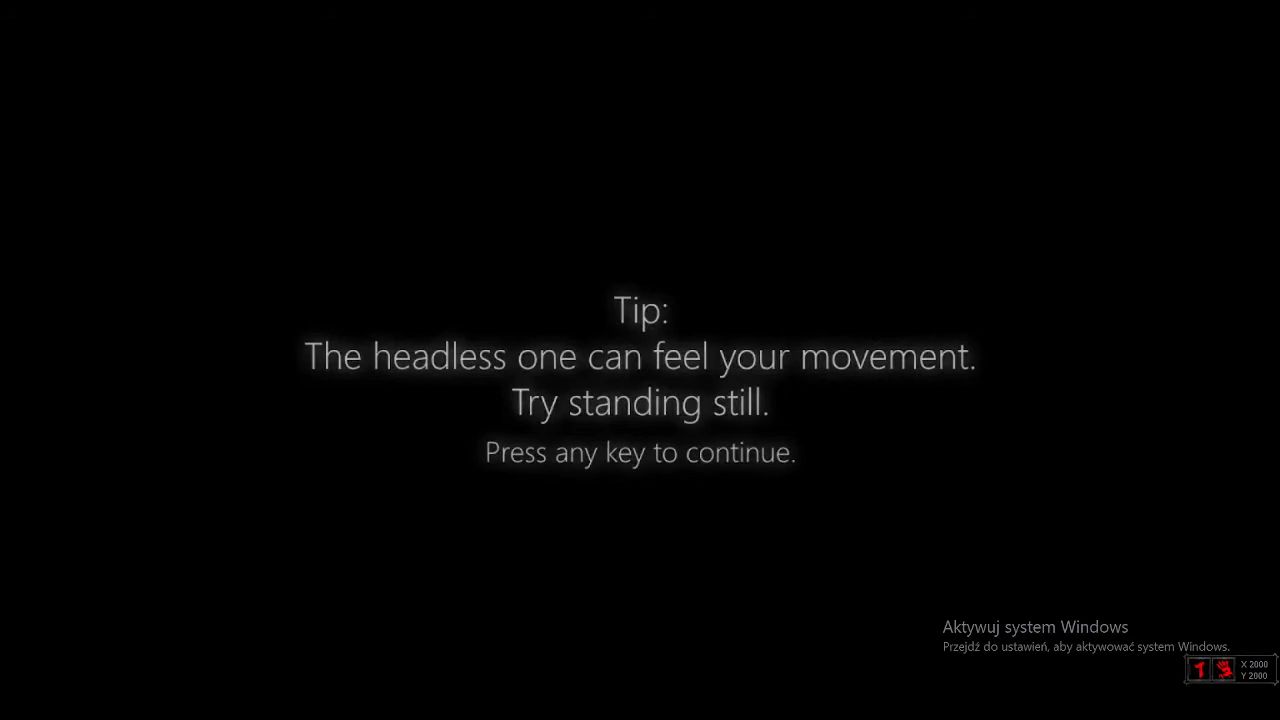 Tip:
The headless one can feel your movement.
Try standing still.
Press any key to continue.
Aktywuj system Windows
Przejdź do ustawień, aby aktywować system Windows.
X 2000
Y 2000